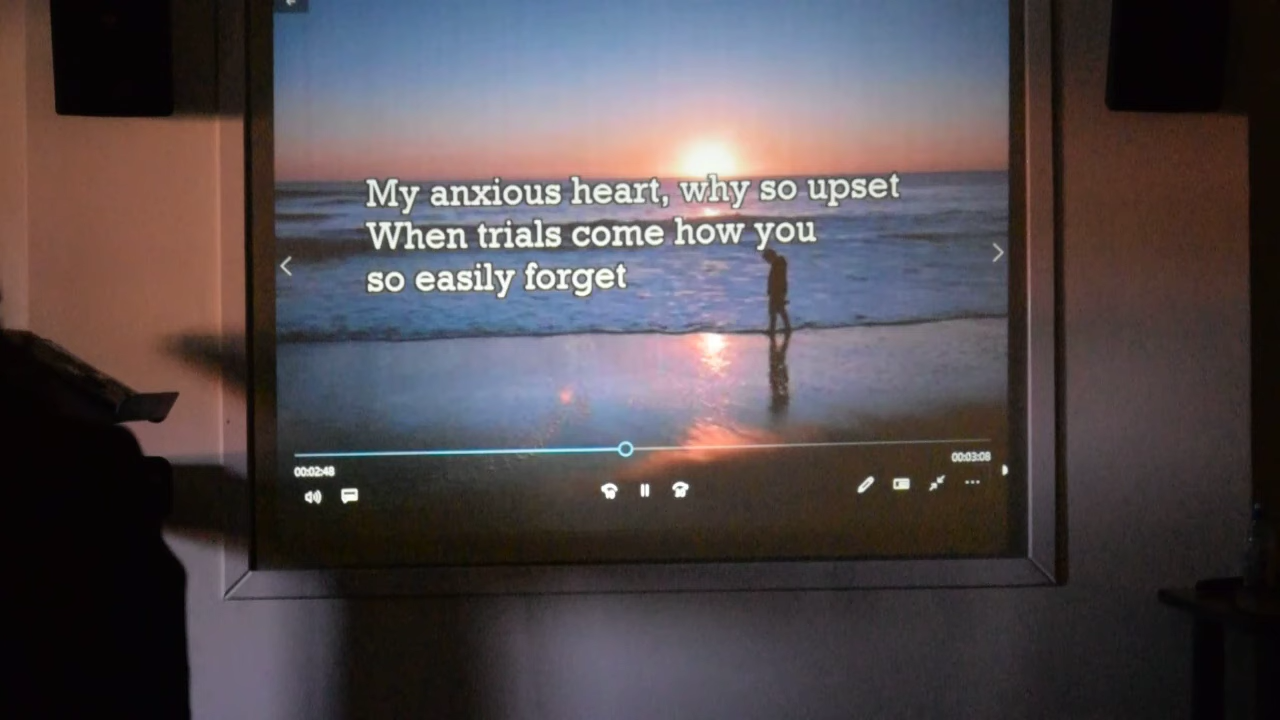 My anxious heart, why so upset
When trials come how you
so easily forget
00:02:48
00:03:08